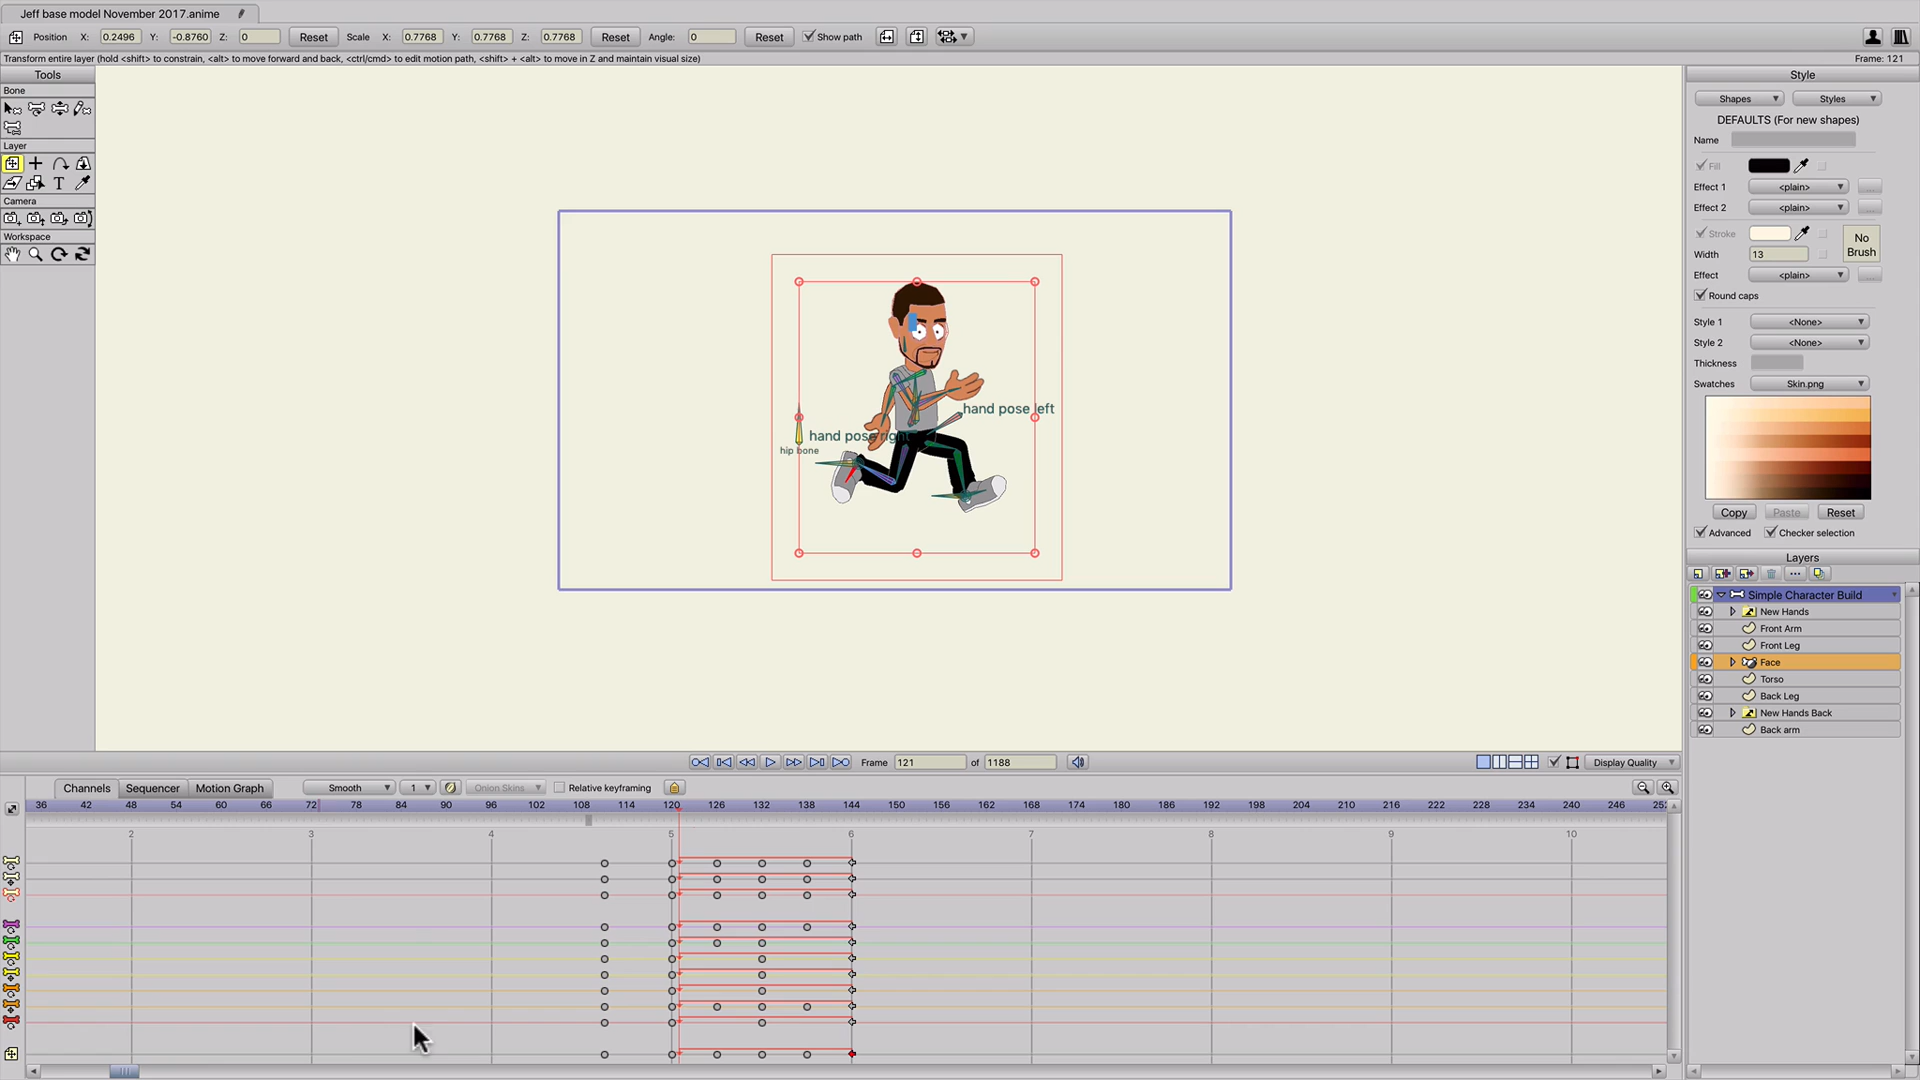 Jeff base model November 2017.anime
Position X: 0.2496 Y: -0.8760 Z: 0 Reset Scale X: 0.7768 Y: 0.7768 Z: 0.7768 Reset Angle: 0 Reset Show path
Transform entire layer (hold <shift> to constrain, <alt> to move forward and back, <ctrl/cmd> to edit motion path, <shift> + <alt> to move in Z and maintain visual size) Frame: 121
Tools
Bone
Layer
T
Camera
Workspace
hand pose left
hand pose right
hip bone
Style
Shapes Styles
DEFAULTS (For new shapes)
Name
Fill
Effect 1 <plain> ...
Effect 2 <plain> ...
Stroke
No Brush
Width 13
Effect <plain> ...
Round caps
Style 1 <None>
Style 2 <None>
Thickness
Swatches Skin.png
Copy Paste Reset
Advanced Checker selection
Layers
Simple Character Build
New Hands
Front Arm
Front Leg
Face
Torso
Back Leg
New Hands Back
Back arm
Frame 121 of 1188 Display Quality
Channels Sequencer Motion Graph Smooth 1 Onion Skins Relative keyframing
36 42 48 54 60 66 72 78 84 90 96 102 108 114 120 126 132 138 144 150 156 162 168 174 180 186 192 198 204 210 216 222 228 234 240 246 252
2 3 4 5 6 7 8 9 10